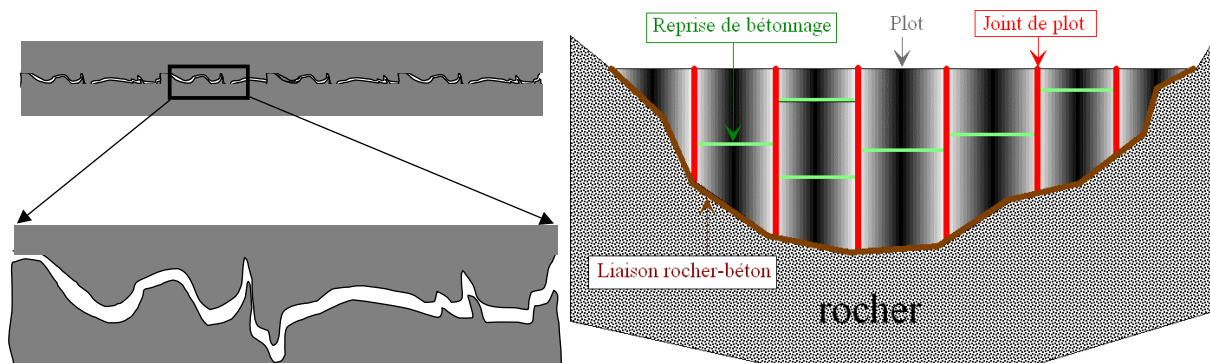 Reprise de bétonnage
Plot
Joint de plot
Liaison rocher-béton
rocher